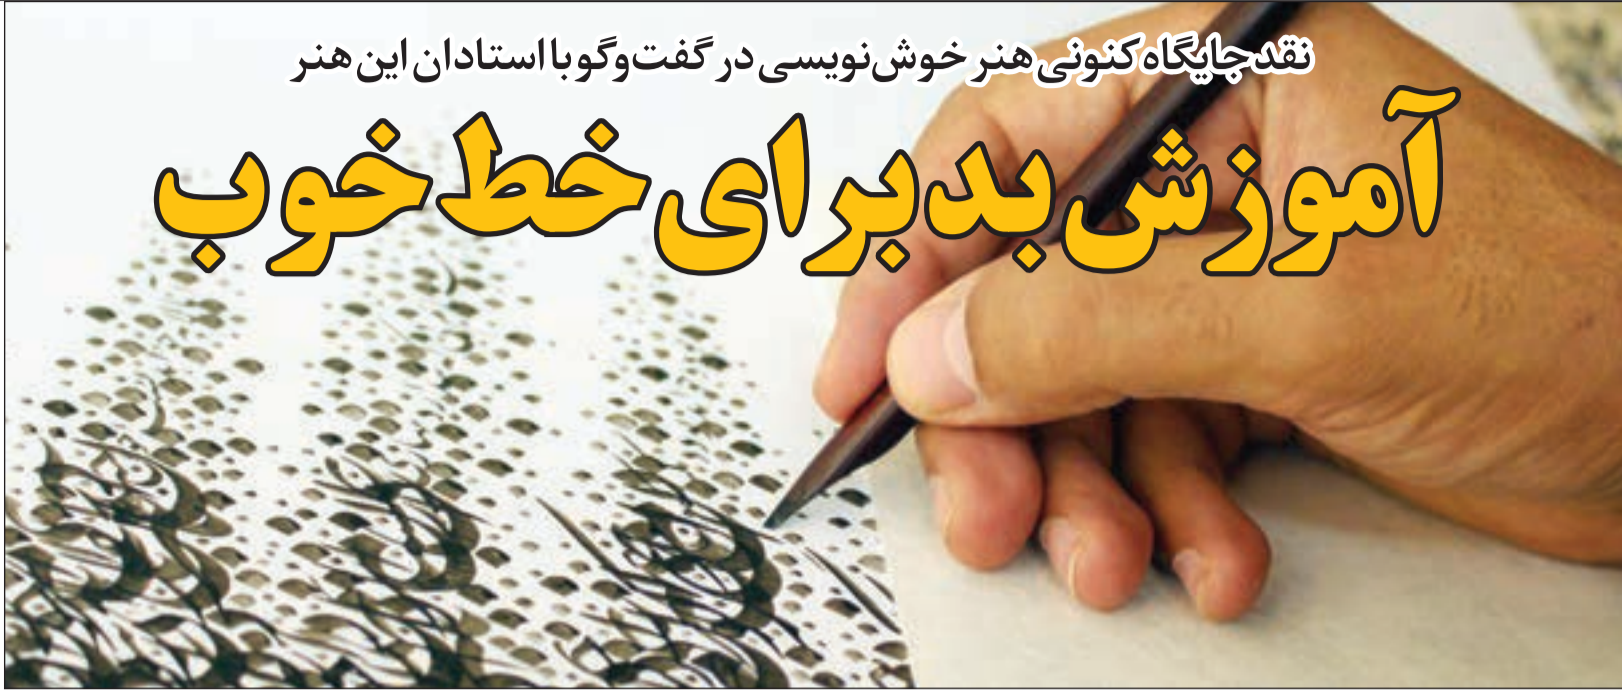 نقد جایگاه کنونی هنر خوش‌نویسی در گفت‌وگو با استادان این هنر
آموزش بد برای خط خوب